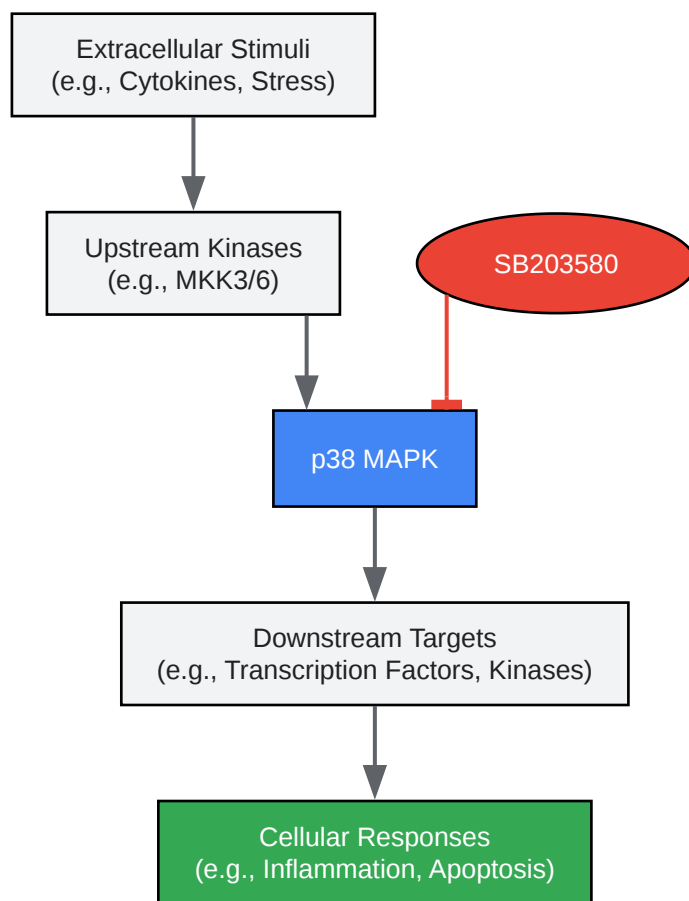 Extracellular Stimuli
(e.g., Cytokines, Stress)
Upstream Kinases
(e.g., MKK3/6)
SB203580
p38 MAPK
Downstream Targets
(e.g., Transcription Factors, Kinases)
Cellular Responses
(e.g., Inflammation, Apoptosis)